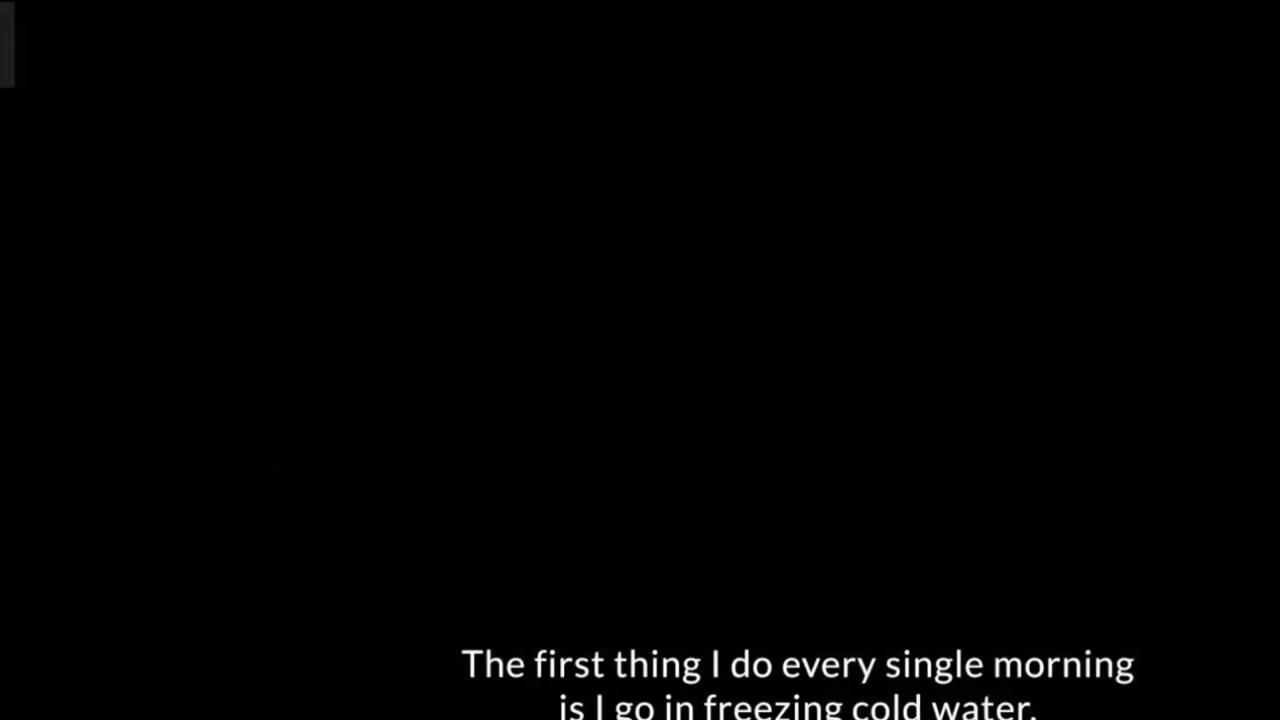 The first thing I do every single morning
is I go in freezing cold water.